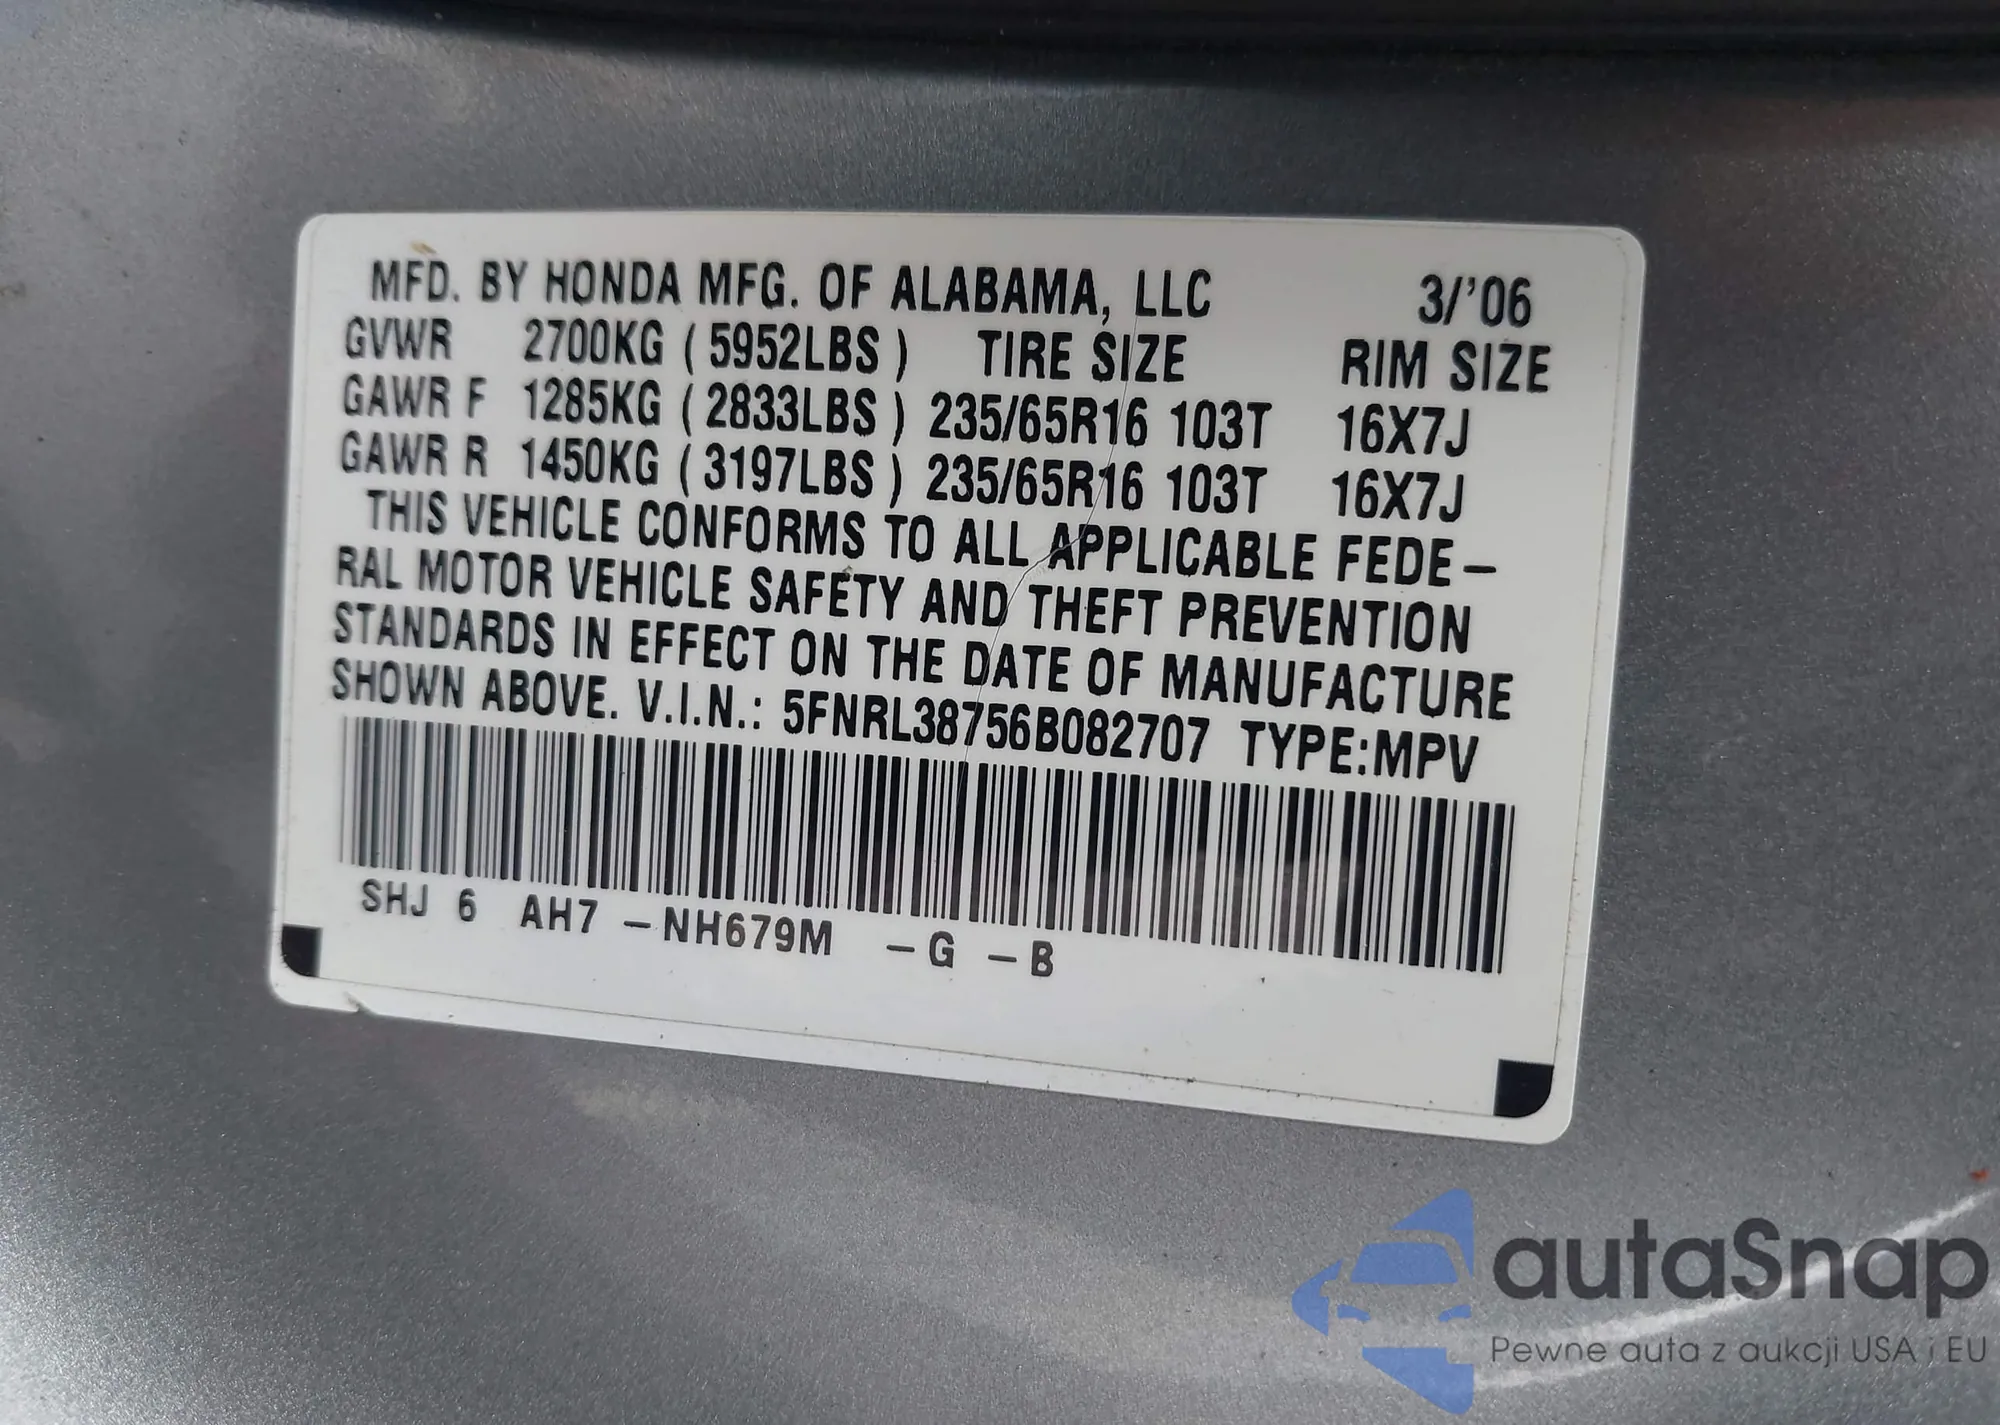 MFD. BY HONDA MFG. OF ALABAMA, LLC 3/'06
GVWR 2700KG ( 5952LBS ) TIRE SIZE RIM SIZE
GAWR F 1285KG ( 2833LBS ) 235/65R16 103T 16X7J
GAWR R 1450KG ( 3197LBS ) 235/65R16 103T 16X7J
THIS VEHICLE CONFORMS TO ALL APPLICABLE FEDE–
RAL MOTOR VEHICLE SAFETY AND THEFT PREVENTION
STANDARDS IN EFFECT ON THE DATE OF MANUFACTURE
SHOWN ABOVE. V.I.N.: 5FNRL38756B082707 TYPE:MPV
SHJ 6 AH7 –NH679M –G –B
autaSnap
Pewne auta z aukcji USA i EU